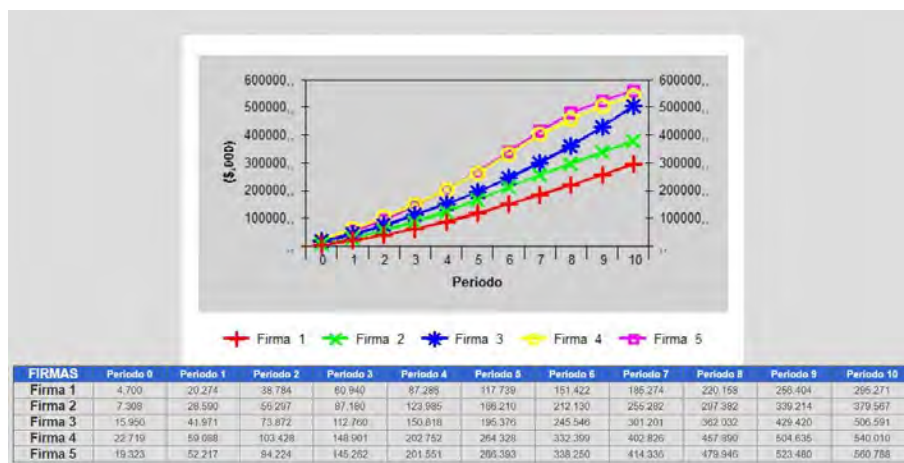 600000,, 600000,,
500000,, 500000,,
400000,, 400000,,
300000,, 300000,,
200000,, 200000,,
100000,, 100000,,
,, ,,
($,000)
0 1 2 3 4 5 6 7 8 9 10
Periodo
Firma 1 Firma 2 Firma 3 Firma 4 Firma 5
FIRMAS Periodo 0 Periodo 1 Periodo 2 Periodo 3 Periodo 4 Periodo 5 Periodo 6 Periodo 7 Periodo 8 Periodo 9 Periodo 10
Firma 1 4.700 20.274 38.784 60.940 87.286 117.739 151.422 185.274 220.158 256.404 295.271
Firma 2 7.308 28.590 55.297 87.180 123.985 166.210 212.130 255.282 297.382 339.214 379.567
Firma 3 15.950 41.971 73.872 112.760 150.818 195.376 245.546 301.201 362.032 429.420 506.591
Firma 4 22.719 59.088 103.428 148.901 202.752 264.328 332.399 402.826 457.890 504.635 540.010
Firma 5 19.323 52.217 94.224 145.262 201.551 266.393 338.250 414.336 479.946 523.480 560.788